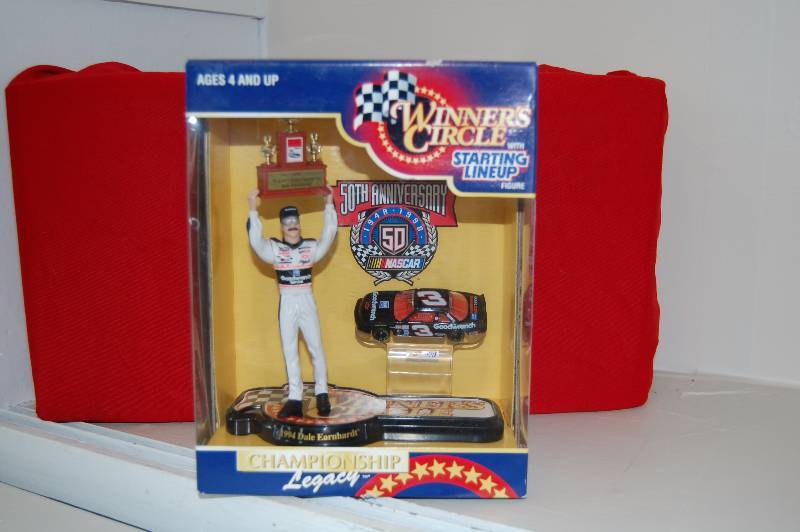 AGES 4 AND UP
WINNER'S
CIRCLE
WITH
STARTING
LINEUP
FIGURE
50TH ANNIVERSARY
1948 · 1998
50
NASCAR
Goodwrench
3
3
Goodwrench
1994 Dale Earnhardt
CHAMPIONSHIP
Legacy